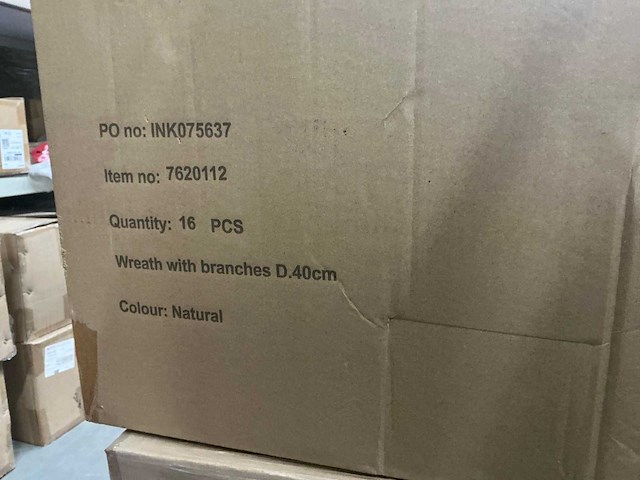 PO no: INK075637
Item no: 7620112
Quantity: 16 PCS
Wreath with branches D.40cm
Colour: Natural